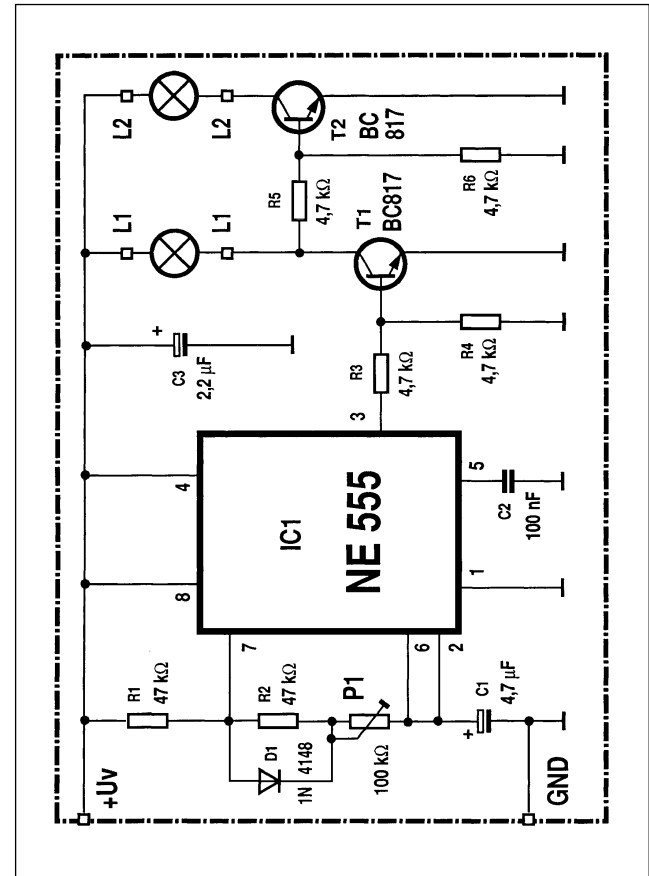 +Uv
GND
R1
47 kΩ
D1
1N 4148
R2
47 kΩ
P1
100 kΩ
C1
4,7 µF
+
7
6
2
8
4
1
5
3
IC1
NE 555
C2
100 nF
C3
2,2 µF
+
R3
4,7 kΩ
R4
4,7 kΩ
L1
L1
T1
BC817
R5
4,7 kΩ
R6
4,7 kΩ
L2
L2
T2
BC
817